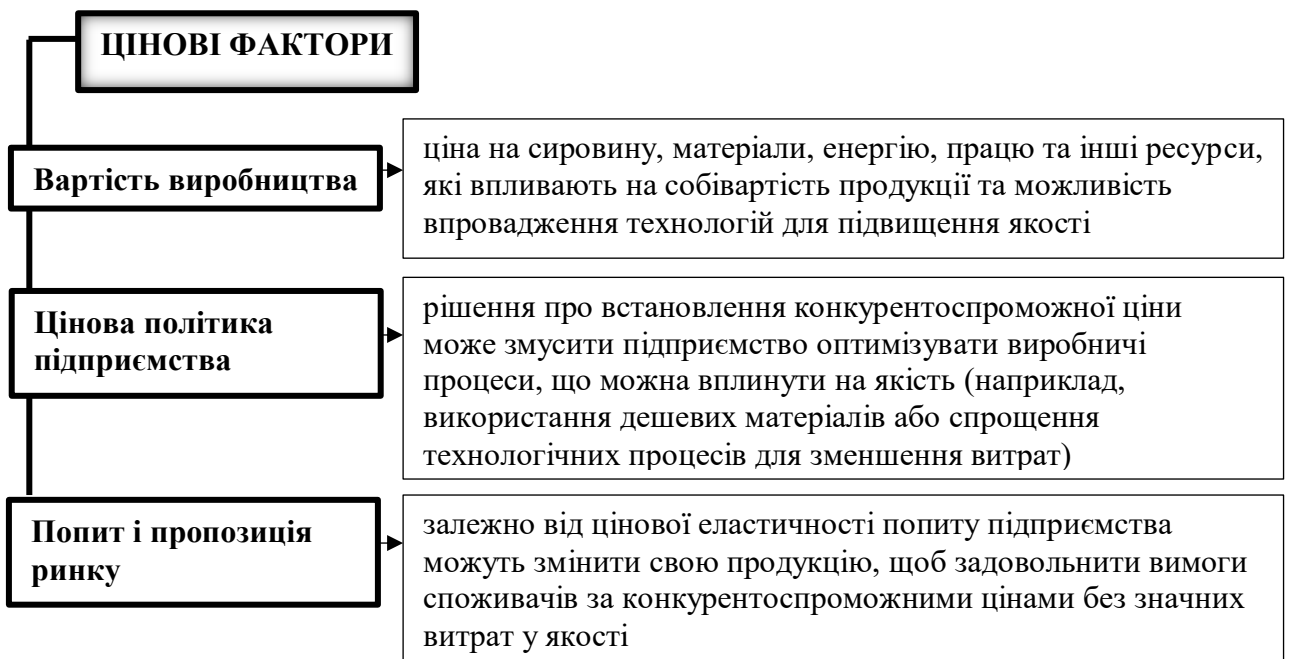 ЦІНОВІ ФАКТОРИ
Вартість виробництва
ціна на сировину, матеріали, енергію, працю та інші ресурси,
які впливають на собівартість продукції та можливість
впровадження технологій для підвищення якості
Цінова політика
підприємства
рішення про встановлення конкурентоспроможної ціни
може змусити підприємство оптимізувати виробничі
процеси, що можна вплинути на якість (наприклад,
використання дешевих матеріалів або спрощення
технологічних процесів для зменшення витрат)
Попит і пропозиція
ринку
залежно від цінової еластичності попиту підприємства
можуть змінити свою продукцію, щоб задовольнити вимоги
споживачів за конкурентоспроможними цінами без значних
витрат у якості